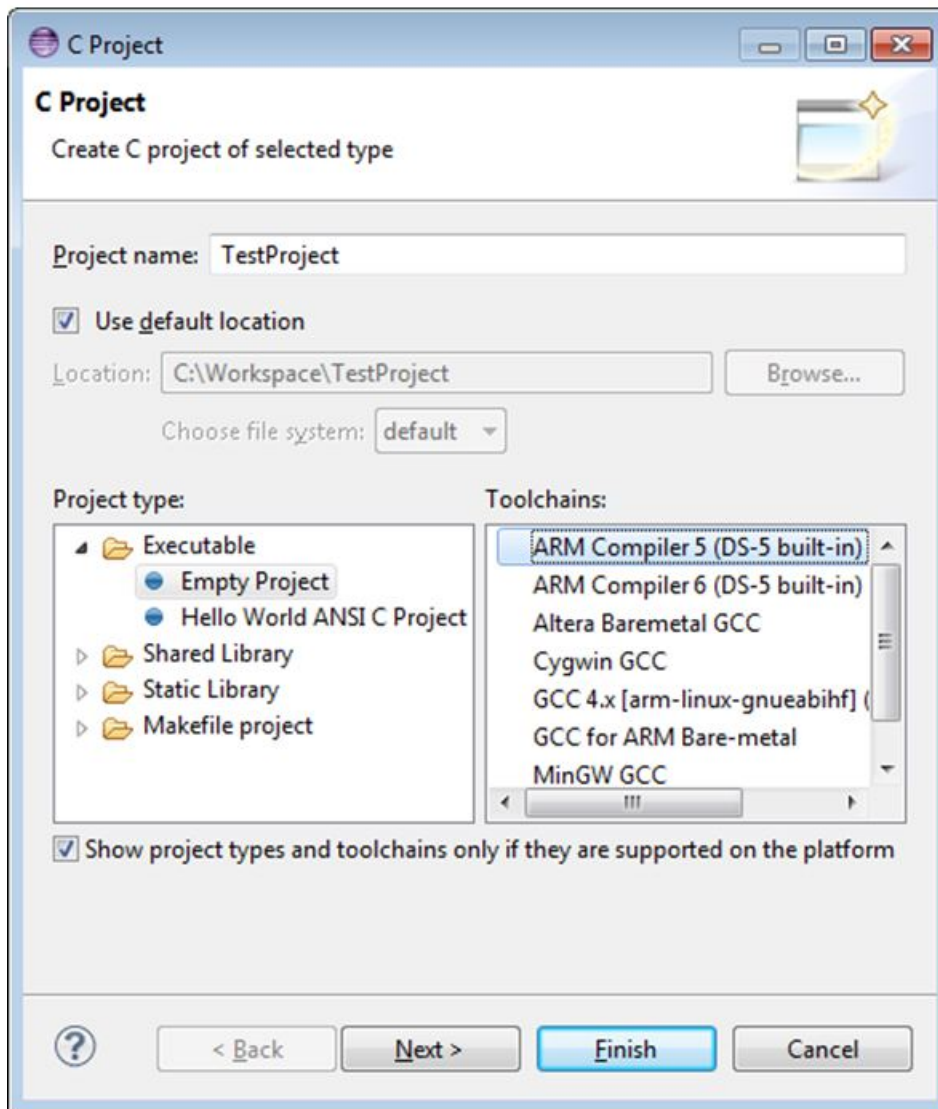 C Project
C Project
Create C project of selected type
Project name: TestProject
Use default location
Location: C:\Workspace\TestProject Browse...
Choose file system: default
Project type: Toolchains:
Executable
Empty Project
Hello World ANSI C Project
Shared Library
Static Library
Makefile project
ARM Compiler 5 (DS-5 built-in)
ARM Compiler 6 (DS-5 built-in)
Altera Baremetal GCC
Cygwin GCC
GCC 4.x [arm-linux-gnueabihf] (
GCC for ARM Bare-metal
MinGW GCC
Show project types and toolchains only if they are supported on the platform
? < Back Next > Finish Cancel